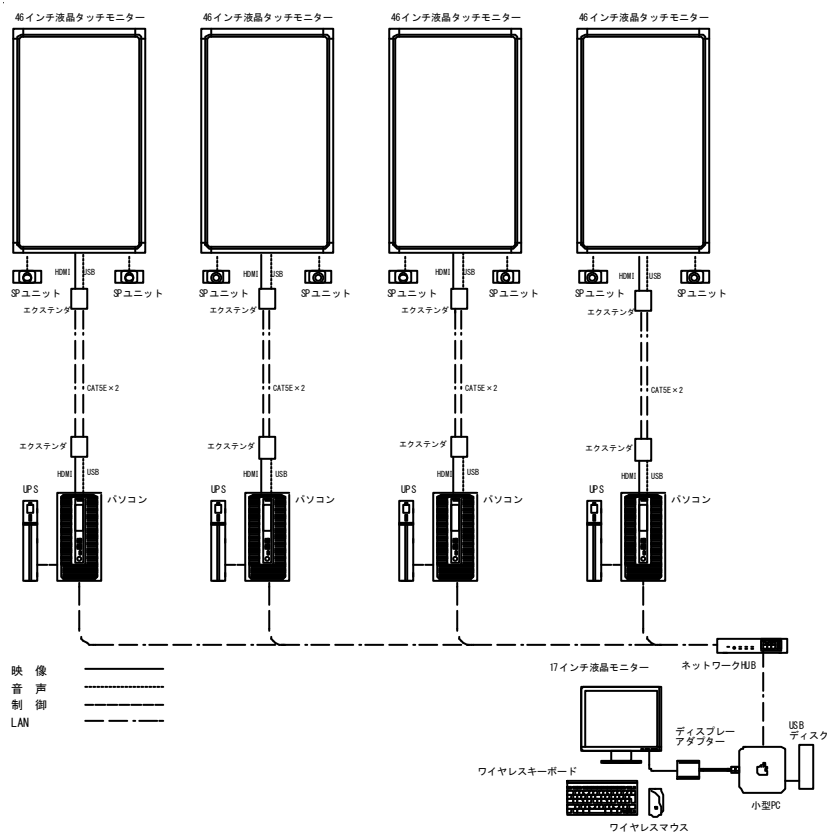 46インチ液晶タッチモニター
46インチ液晶タッチモニター
46インチ液晶タッチモニター
46インチ液晶タッチモニター
HDMI USB
HDMI USB
HDMI USB
HDMI USB
SPユニット SPユニット
SPユニット SPユニット
SPユニット SPユニット
SPユニット SPユニット
エクステンダ
エクステンダ
エクステンダ
エクステンダ
CAT5E×2
CAT5E×2
CAT5E×2
CAT5E×2
エクステンダ
エクステンダ
エクステンダ
エクステンダ
HDMI USB
HDMI USB
HDMI USB
HDMI USB
UPS パソコン
UPS パソコン
UPS パソコン
UPS パソコン
映 像
音 声
制 御
LAN
ネットワークHUB
17インチ液晶モニター
ディスプレー
アダプター
USB
ディスク
ワイヤレスキーボード
小型PC
ワイヤレスマウス